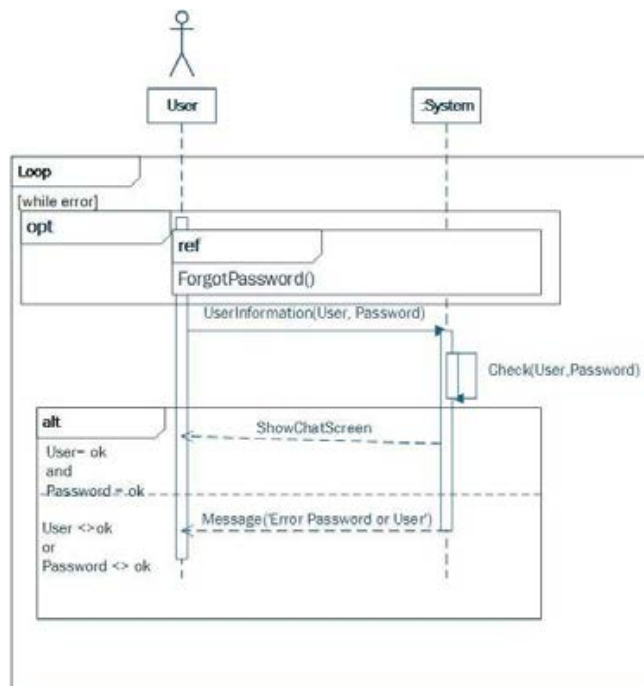 User
:System
Loop
[while error]
opt
ref
ForgotPassword()
UserInformation(User, Password)
Check(User,Password)
alt
ShowChatScreen
User= ok
and
Password = ok
Message('Error Password or User')
User <>ok
or
Password <> ok